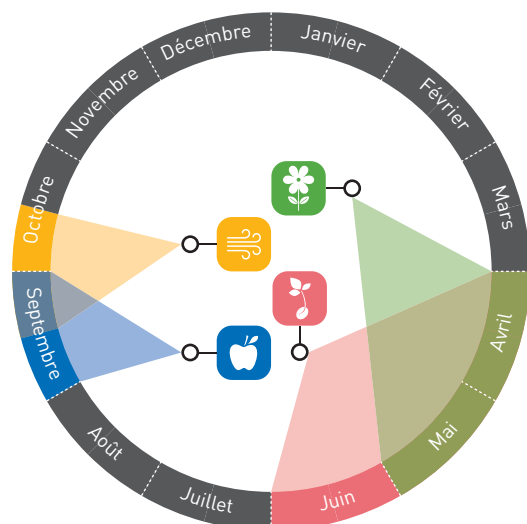 Janvier
Février
Mars
Avril
Mai
Juin
Juillet
Août
Septembre
Octobre
Novembre
Décembre